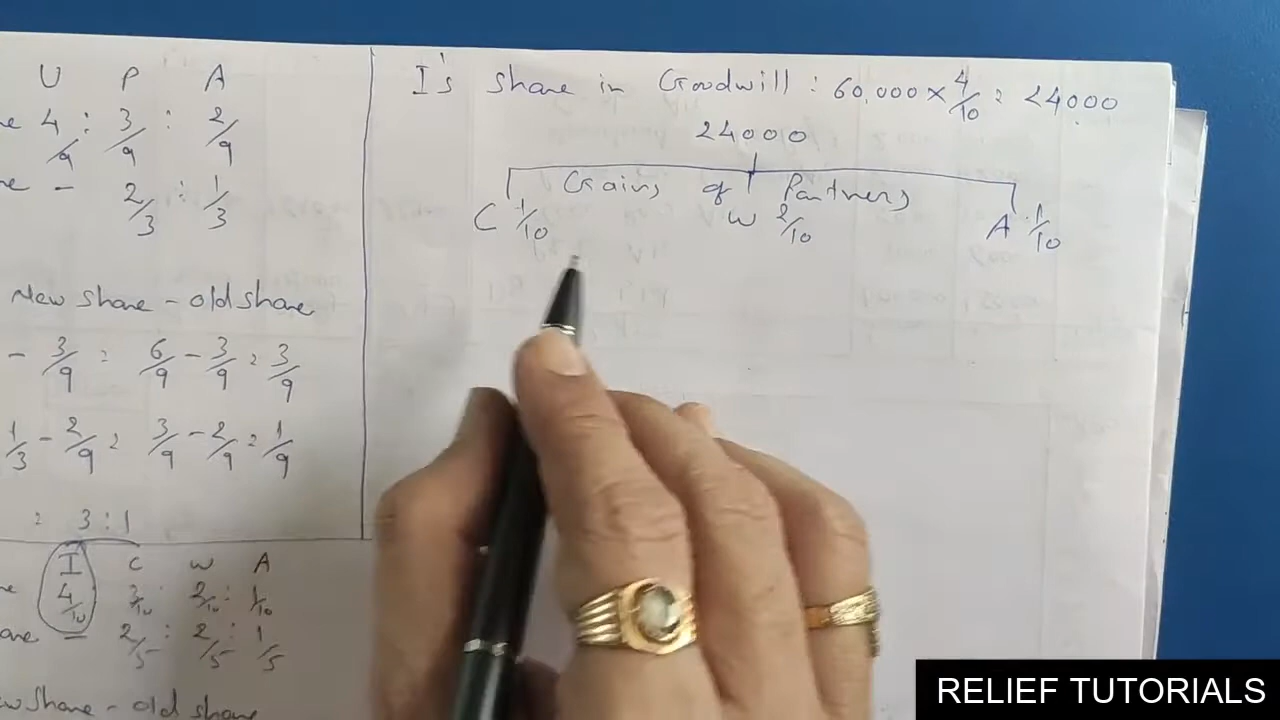 U P A
4/9 : 3/9 : 2/9
- 2/3 : 1/3
New share - old share
- 3/9 = 6/9 - 3/9 = 3/9
1/3 - 2/9 = 3/9 - 2/9 = 1/9
= 3:1
I C W A
4/10 3/10 : 2/10 : 1/10
- 2/5 : 2/5 : 1/5
share - old share
I's share in Goodwill : 60,000 × 4/10 = 24000
24000
Gains of Partners
C 1/10 W 2/10 A 1/10
RELIEF TUTORIALS